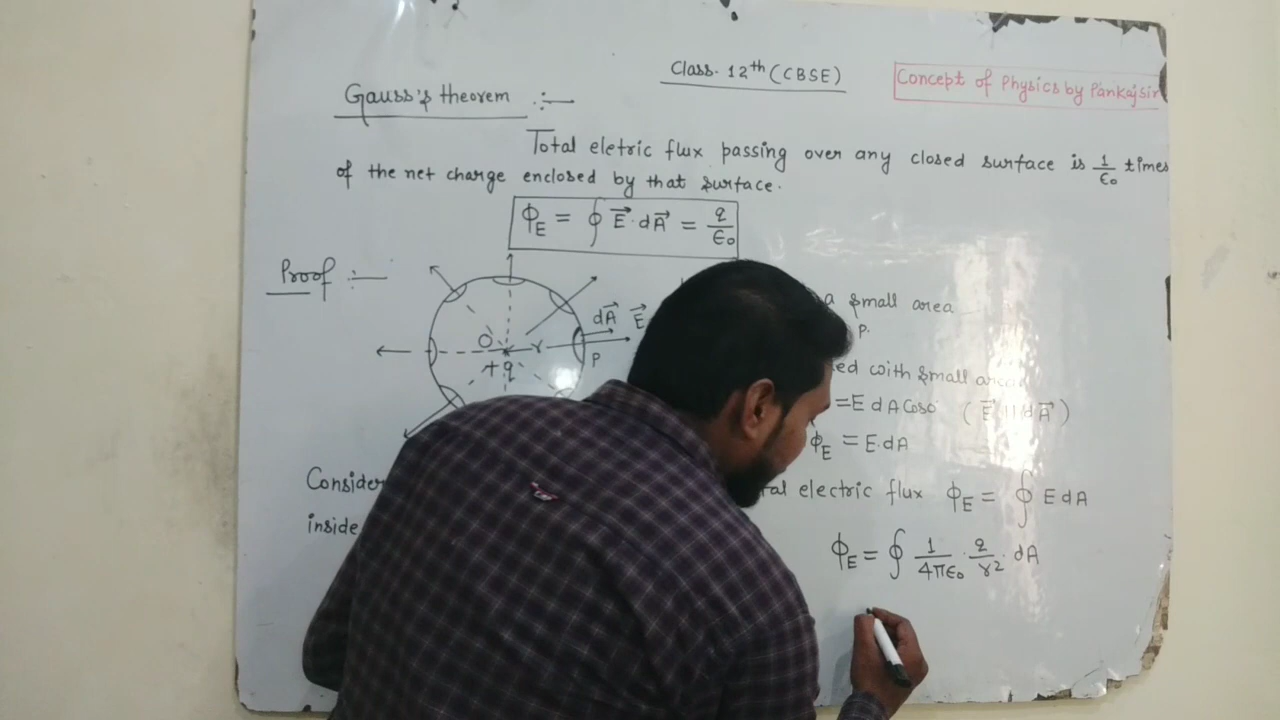 Class. 12th (CBSE)
Concept of Physics by Pankaj sir
Gauss's theorem :—
Total eletric flux passing over any closed surface is 1/ε₀ times
of the net charge enclosed by that surface.
ϕ_E = ∮ E⃗ · dA⃗ = q/ε₀
Proof :—
dA⃗ E⃗
O r P
+q
a small area
P.
with small area
= E dA Cos0 (E⃗ || dA⃗)
ϕ_E = E·dA
Consider
electric flux ϕ_E = ∮ E dA
inside
ϕ_E = ∮ 1/4πε₀ · q/r² · dA